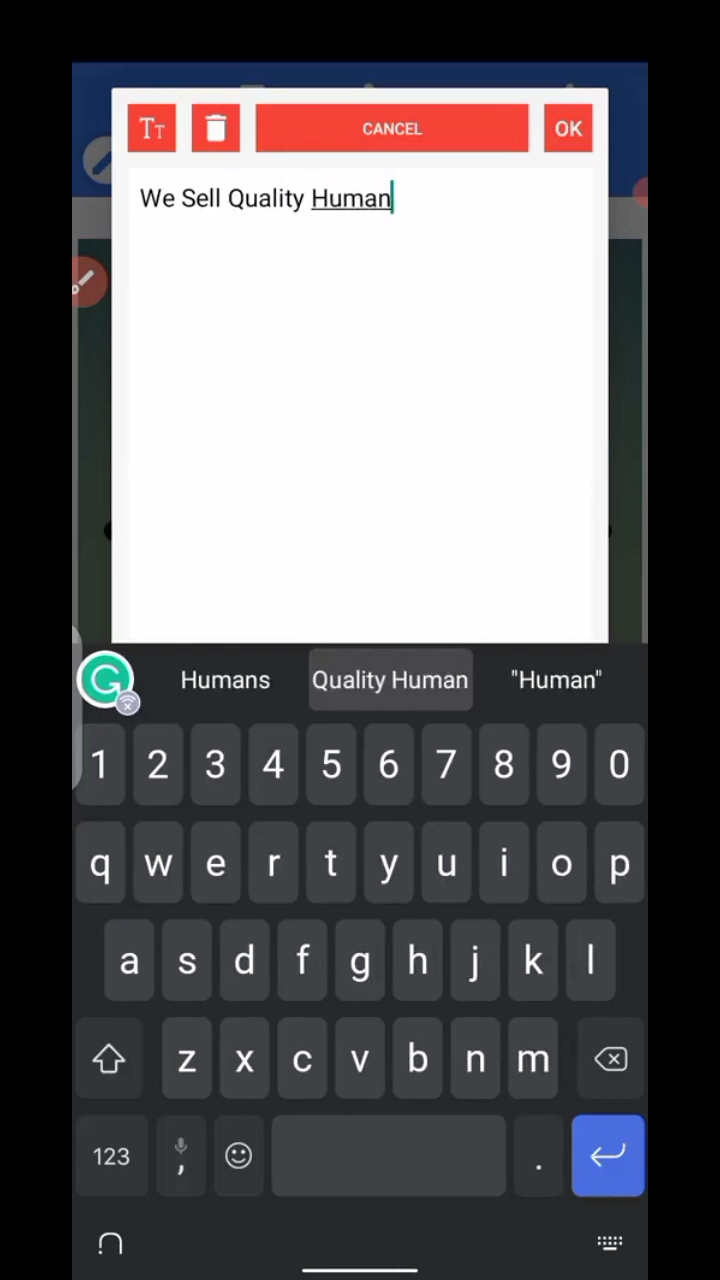 TT
CANCEL
OK
We Sell Quality Human
Humans
Quality Human
"Human"
1 2 3 4 5 6 7 8 9 0
q w e r t y u i o p
a s d f g h j k l
z x c v b n m
123 , .